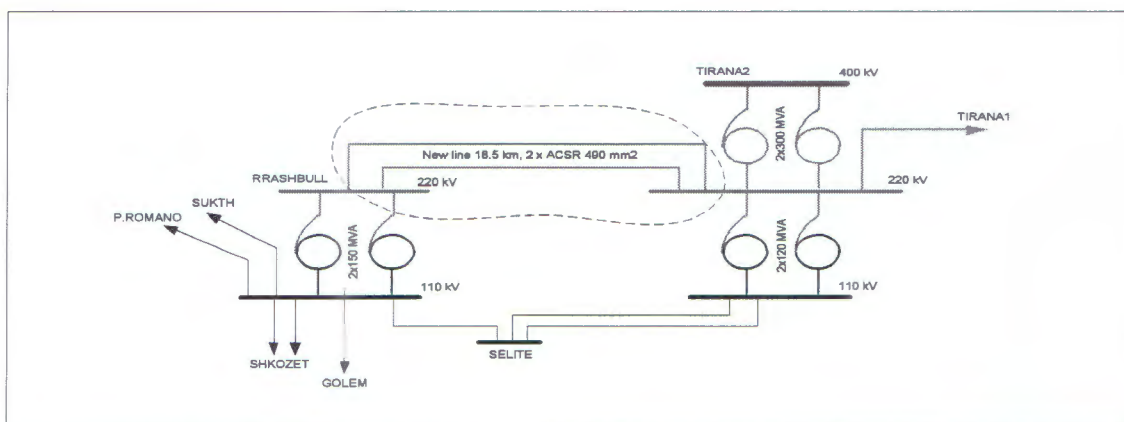 TIRANA2
400 kV
TIRANA1
2x300 MVA
New line 18.5 km, 2 x ACSR 490 mm2
RRASHBULL
220 kV
220 kV
SUKTH
P.ROMANO
2x150 MVA
2x120 MVA
110 kV
110 kV
SELITE
SHKOZET
GOLEM